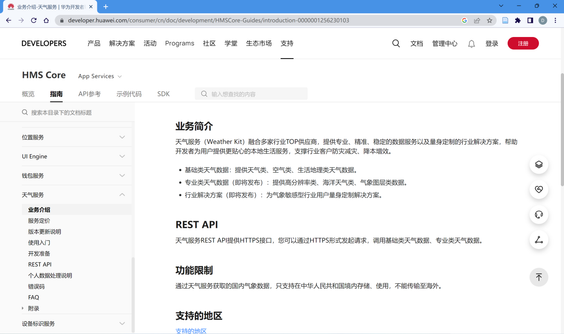 业务介绍-天气服务 | 华为开发
developer.huawei.com/consumer/cn/doc/development/HMSCore-Guides/introduction-0000001256230103
DEVELOPERS 产品 解决方案 活动 Programs 社区 学堂 生态市场 支持 文档 管理中心 登录 注册
HMS Core App Services
概览 指南 API参考 示例代码 SDK 输入想查找的内容
搜索本目录下的文档标题
位置服务
UI Engine
钱包服务
天气服务
业务介绍
服务定价
版本更新说明
使用入门
开发准备
REST API
个人数据处理说明
错误码
FAQ
附录
设备标识服务
业务简介
天气服务（Weather Kit）融合多家行业TOP供应商，提供专业、精准、稳定的数据服务以及量身定制的行业解决方案，帮助
开发者为用户提供更贴心的本地生活服务，支撑行业客户防灾减灾、降本增效。
• 基础类天气数据：提供天气类、空气类、生活地理类天气数据。
• 专业类天气数据（即将发布）：提供高分辨率类、海洋天气类、气象图层类数据。
• 行业解决方案（即将发布）：为气象敏感型行业用户量身定制解决方案。
REST API
天气服务REST API提供HTTPS接口，您可以通过HTTPS形式发起请求，调用基础类天气数据、专业类天气数据。
功能限制
通过天气服务获取的国内气象数据，只支持在中华人民共和国境内存储、使用，不能传输至海外。
支持的地区
支持的地区